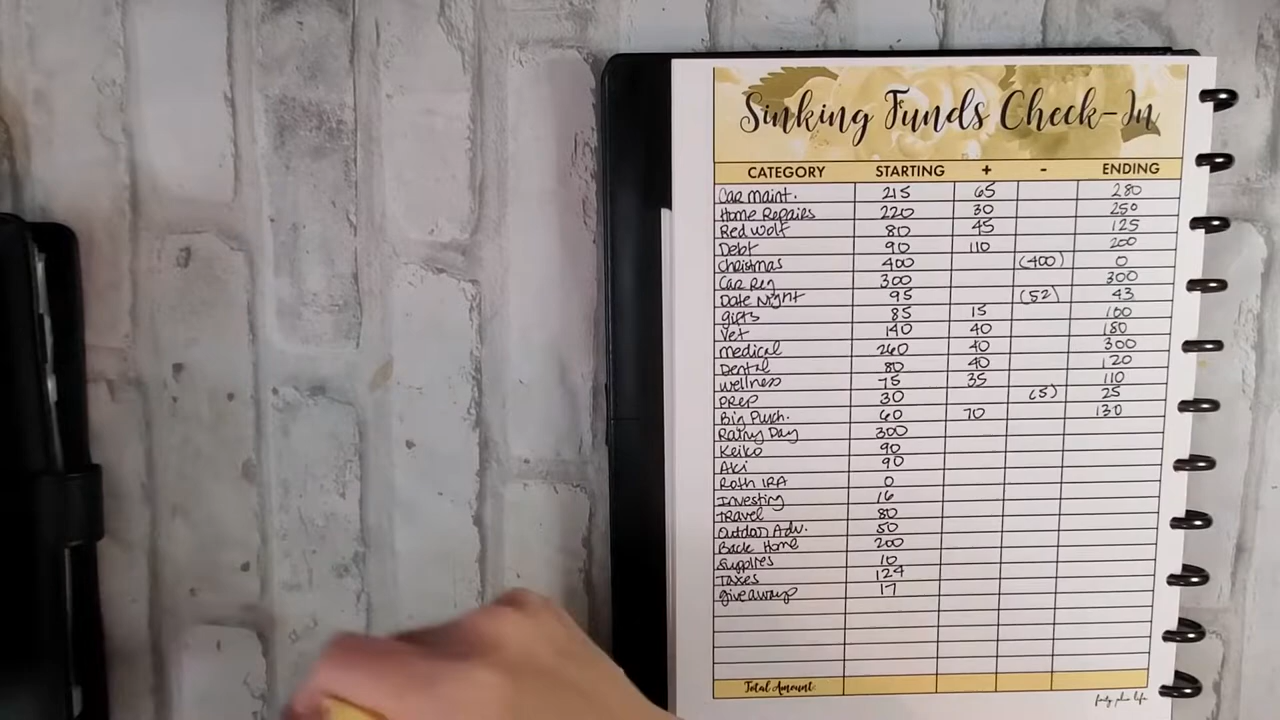 Sinking Funds Check-In
CATEGORY STARTING + - ENDING
Car Maint. 215 65 280
Home Repairs 220 30 250
Red Wolf 80 45 125
Debt 90 110 200
Christmas 400 (400) 0
Car Reg 300 300
Date Night 95 (52) 43
gifts 85 15 100
Vet 140 40 180
medical 260 40 300
Dental 80 40 120
Wellness 75 35 110
PReP 30 (5) 25
Big Purch. 60 70 130
Rainy Day 300
Keiko 90
Aki 90
Roth IRA 0
Investing 16
TRavel 80
Outdoor Adv. 50
Back Home 200
Supplies 10
Taxes 124
giveaways 17
Total Amount:
forty plus life